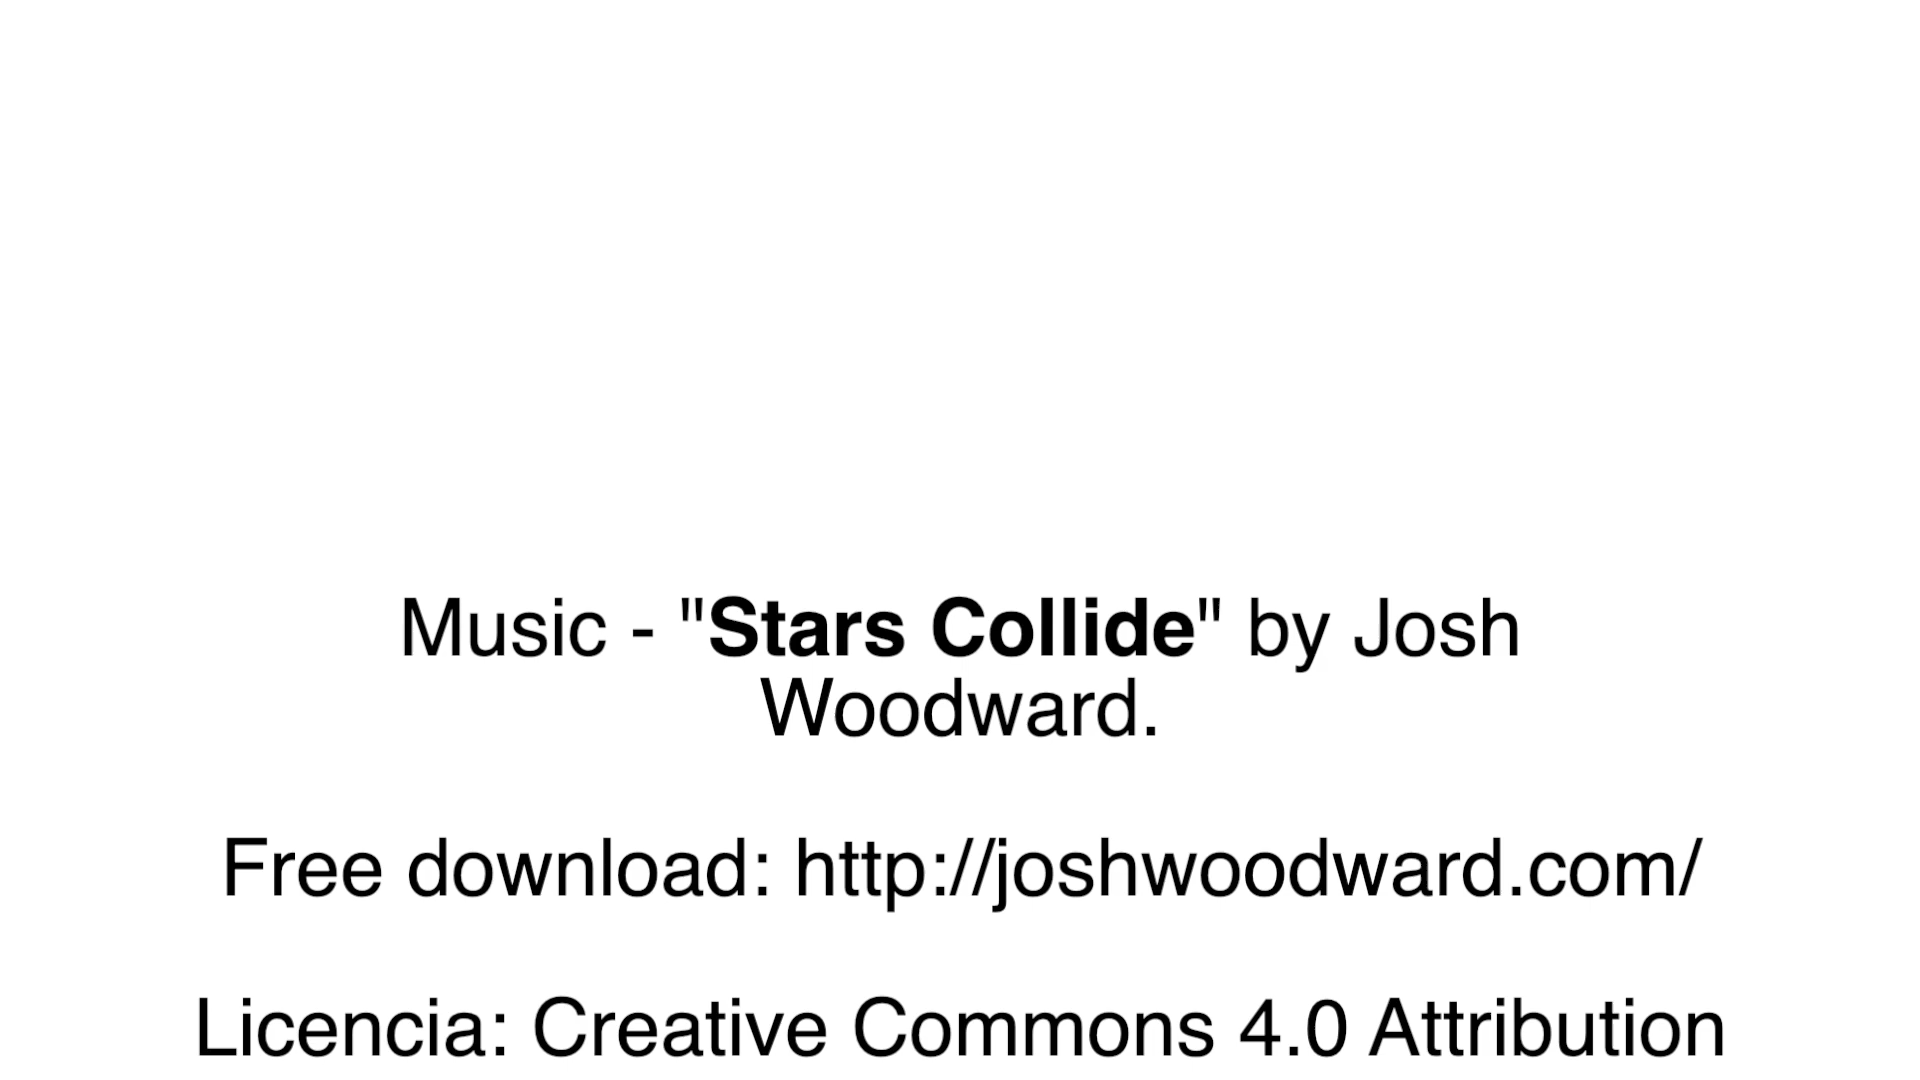 Music - "Stars Collide" by Josh
Woodward.
Free download: http://joshwoodward.com/
Licencia: Creative Commons 4.0 Attribution